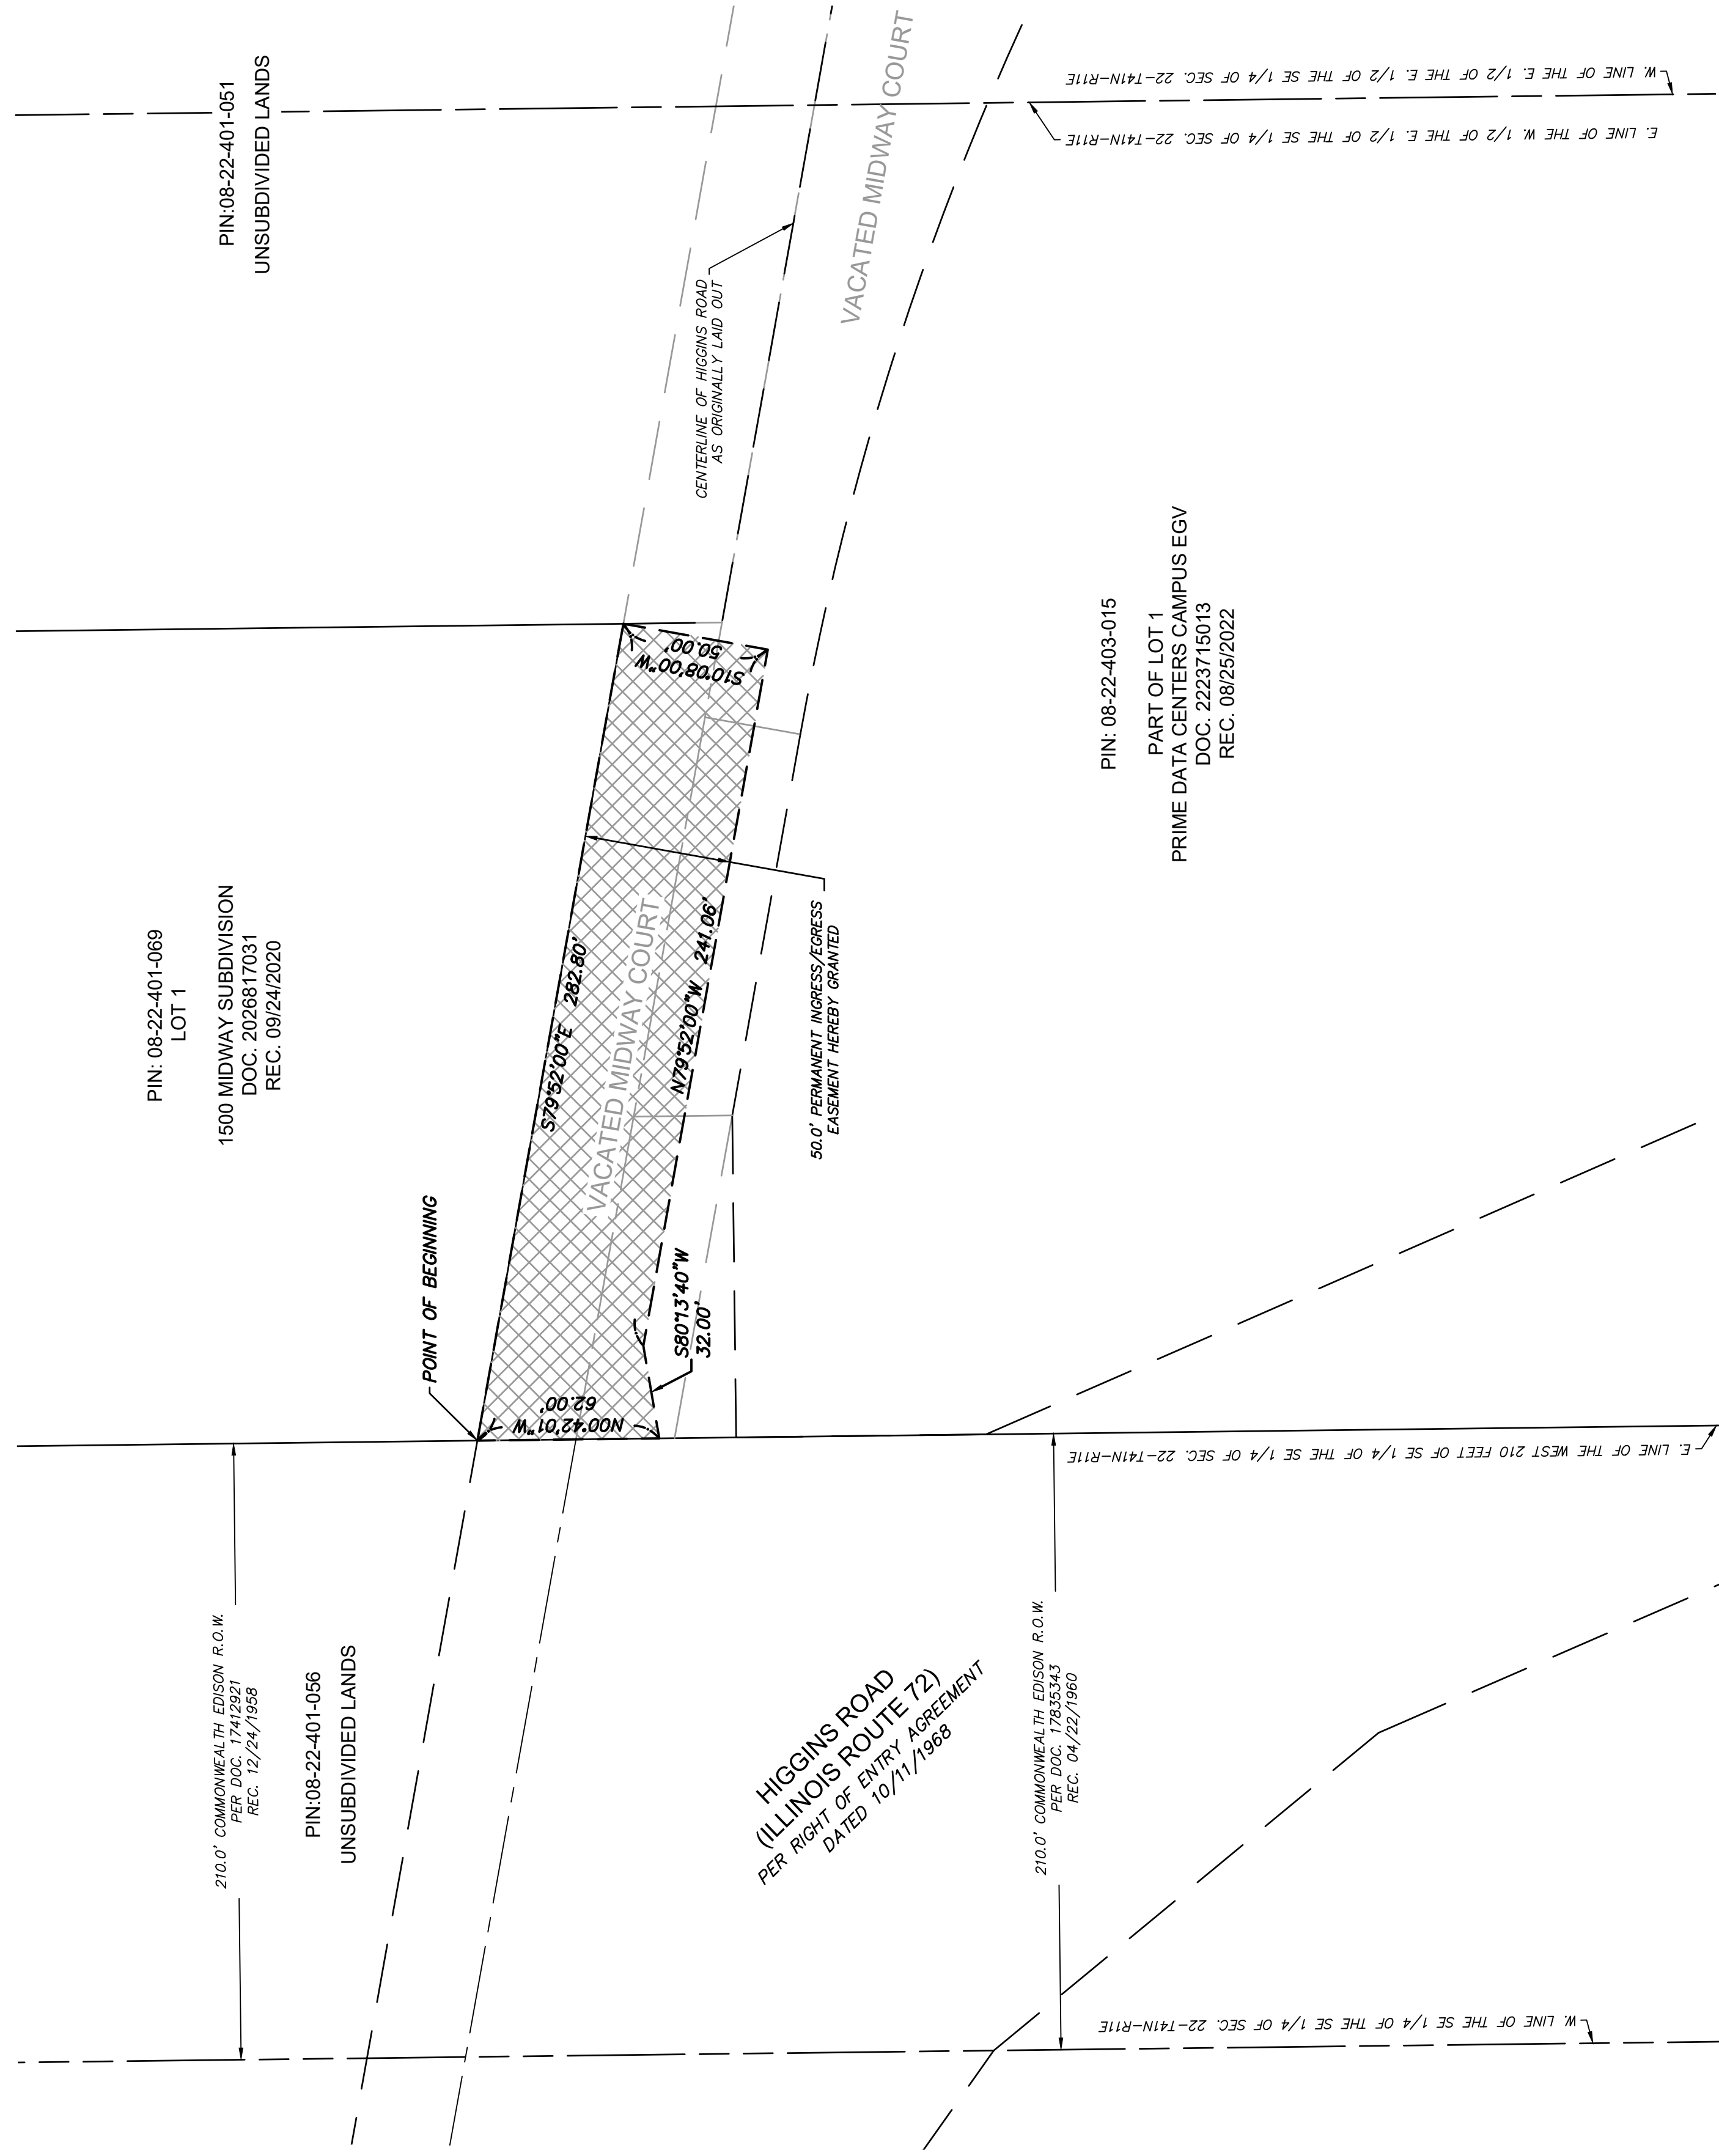 PIN:08-22-401-051
UNSUBDIVIDED LANDS
VACATED MIDWAY COURT
W. LINE OF THE E. 1/2 OF THE E. 1/2 OF THE SE 1/4 OF SEC. 22-T41N-R11E
E. LINE OF THE W. 1/2 OF THE E. 1/2 OF THE SE 1/4 OF SEC. 22-T41N-R11E
CENTERLINE OF HIGGINS ROAD
AS ORIGINALLY LAID OUT
PIN: 08-22-401-069
LOT 1
1500 MIDWAY SUBDIVISION
DOC. 2026817031
REC. 09/24/2020
S10°08'00"W
50.00'
S79°52'00"E 282.80'
VACATED MIDWAY COURT
N79°52'00"W 241.06'
50.0' PERMANENT INGRESS/EGRESS
EASEMENT HEREBY GRANTED
PIN: 08-22-403-015
PART OF LOT 1
PRIME DATA CENTERS CAMPUS EGV
DOC. 2223715013
REC. 08/25/2022
POINT OF BEGINNING
S80°13'40"W
32.00'
N00°42'01"W
62.00'
E. LINE OF THE WEST 210 FEET OF SE 1/4 OF THE SE 1/4 OF SEC. 22-T41N-R11E
210.0' COMMONWEALTH EDISON R.O.W.
PER DOC. 17412921
REC. 12/24/1958
PIN:08-22-401-056
UNSUBDIVIDED LANDS
HIGGINS ROAD
(ILLINOIS ROUTE 72)
PER RIGHT OF ENTRY AGREEMENT
DATED 10/11/1968
210.0' COMMONWEALTH EDISON R.O.W.
PER DOC. 17835343
REC. 04/22/1960
W. LINE OF THE SE 1/4 OF THE SE 1/4 OF SEC. 22-T41N-R11E